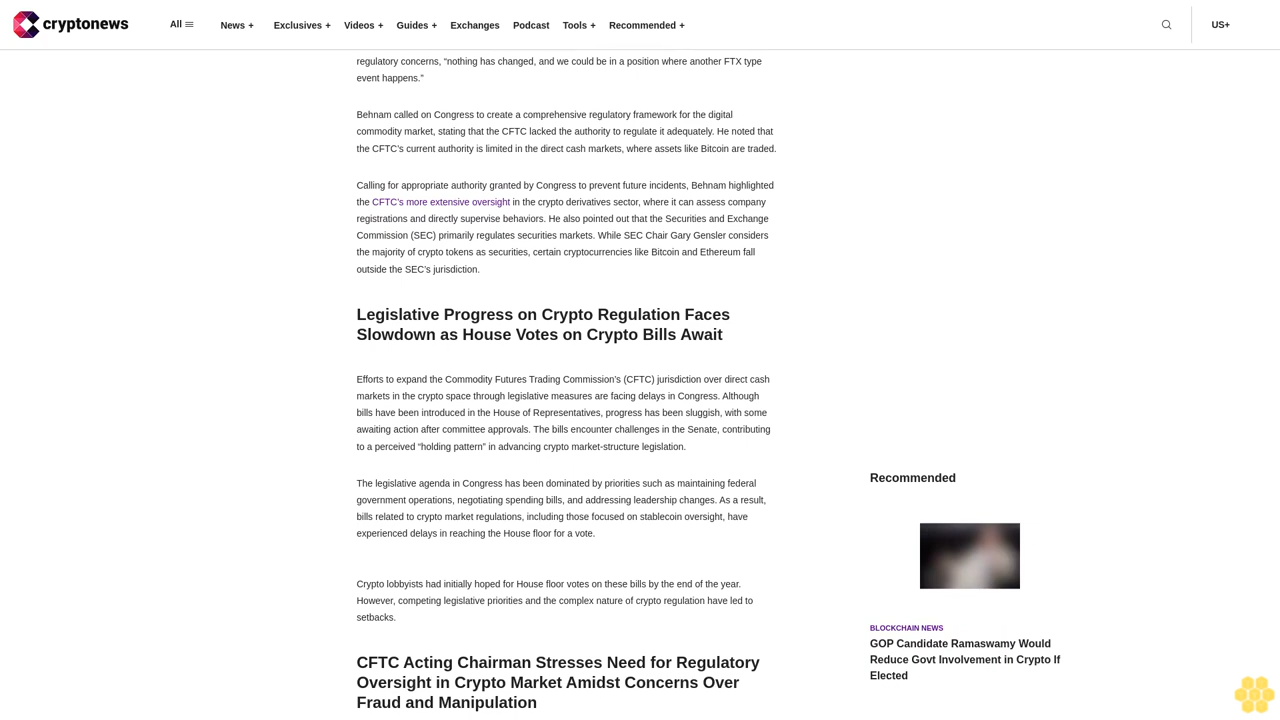 cryptonews
All
News +
Exclusives +
Videos +
Guides +
Exchanges
Podcast
Tools +
Recommended +
US+
regulatory concerns, “nothing has changed, and we could be in a position where another FTX type
event happens.”
Behnam called on Congress to create a comprehensive regulatory framework for the digital
commodity market, stating that the CFTC lacked the authority to regulate it adequately. He noted that
the CFTC’s current authority is limited in the direct cash markets, where assets like Bitcoin are traded.
Calling for appropriate authority granted by Congress to prevent future incidents, Behnam highlighted
the CFTC’s more extensive oversight in the crypto derivatives sector, where it can assess company
registrations and directly supervise behaviors. He also pointed out that the Securities and Exchange
Commission (SEC) primarily regulates securities markets. While SEC Chair Gary Gensler considers
the majority of crypto tokens as securities, certain cryptocurrencies like Bitcoin and Ethereum fall
outside the SEC’s jurisdiction.
Legislative Progress on Crypto Regulation Faces
Slowdown as House Votes on Crypto Bills Await
Efforts to expand the Commodity Futures Trading Commission’s (CFTC) jurisdiction over direct cash
markets in the crypto space through legislative measures are facing delays in Congress. Although
bills have been introduced in the House of Representatives, progress has been sluggish, with some
awaiting action after committee approvals. The bills encounter challenges in the Senate, contributing
to a perceived “holding pattern” in advancing crypto market-structure legislation.
The legislative agenda in Congress has been dominated by priorities such as maintaining federal
government operations, negotiating spending bills, and addressing leadership changes. As a result,
bills related to crypto market regulations, including those focused on stablecoin oversight, have
experienced delays in reaching the House floor for a vote.
Crypto lobbyists had initially hoped for House floor votes on these bills by the end of the year.
However, competing legislative priorities and the complex nature of crypto regulation have led to
setbacks.
CFTC Acting Chairman Stresses Need for Regulatory
Oversight in Crypto Market Amidst Concerns Over
Fraud and Manipulation
Recommended
BLOCKCHAIN NEWS
GOP Candidate Ramaswamy Would
Reduce Govt Involvement in Crypto If
Elected